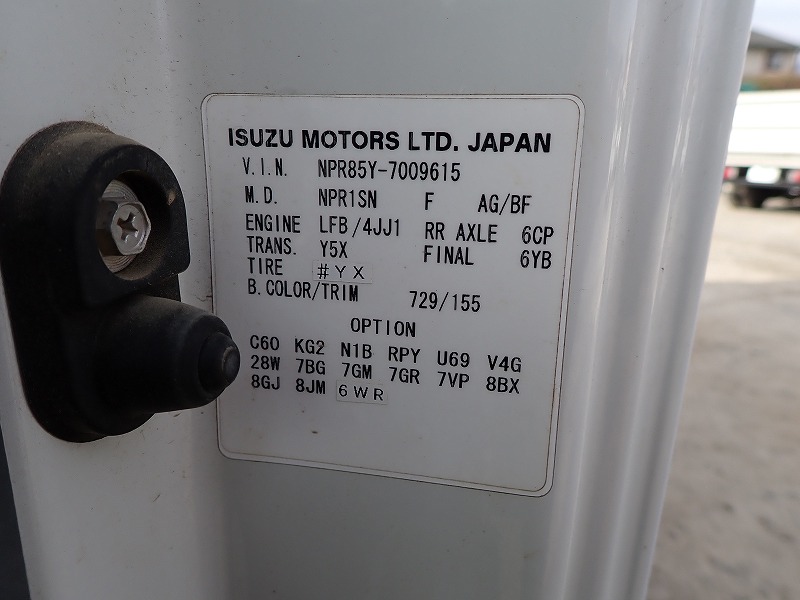 ISUZU MOTORS LTD. JAPAN
V.I.N. NPR85Y-7009615
M.D. NPR1SN F AG/BF
ENGINE LFB/4JJ1 RR AXLE 6CP
TRANS. Y5X FINAL 6YB
TIRE #YX
B.COLOR/TRIM 729/155
OPTION
C60 KG2 N1B RPY U69 V4G
28W 7BG 7GM 7GR 7VP 8BX
8GJ 8JM 6WR